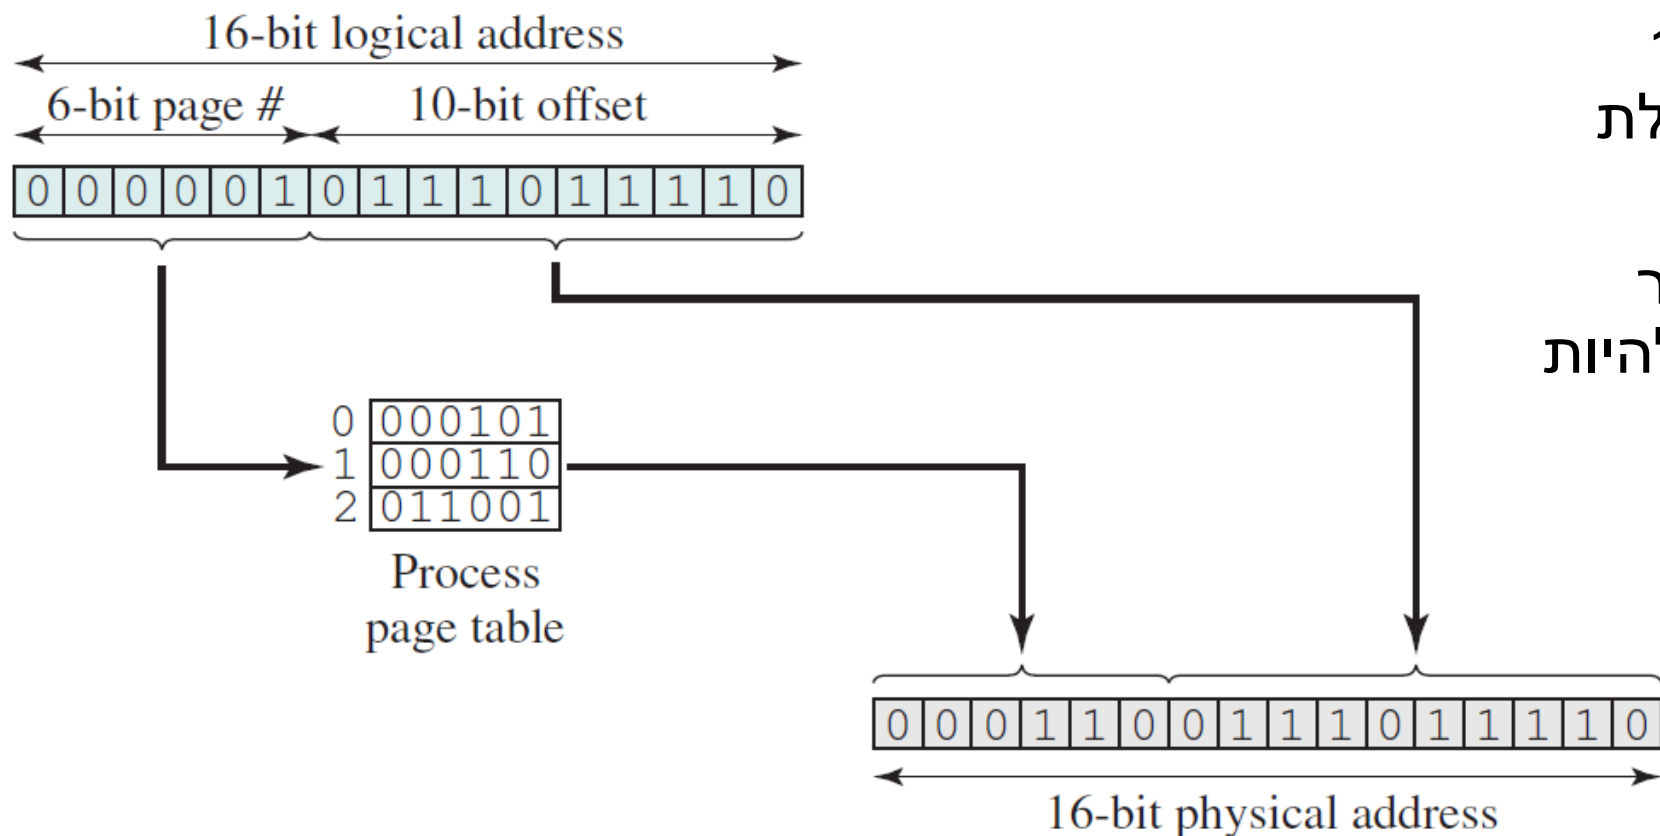 16-bit logical address
6-bit page # 10-bit offset
0 0 0 0 0 1 0 1 1 1 0 1 1 1 1 0
0 000101
1 000110
2 011001
Process
page table
0 0 0 1 1 0 0 1 1 1 0 1 1 1 1 0
16-bit physical address